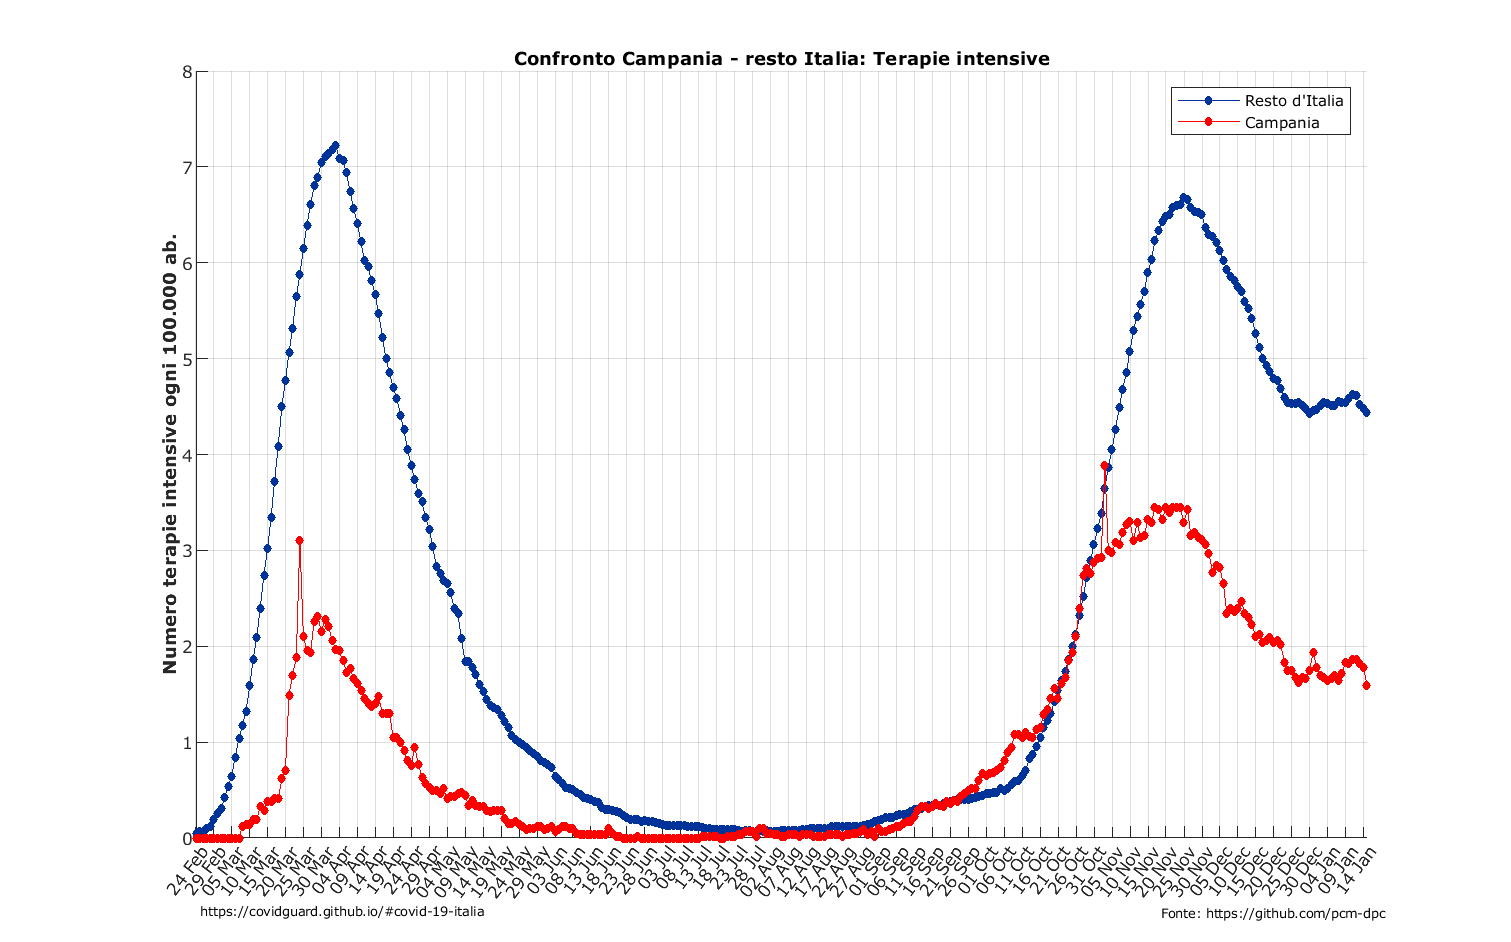 Confronto Campania - resto Italia: Terapie intensive
Resto d'Italia
Campania
Numero terapie intensive ogni 100.000 ab.
8
7
6
5
4
3
2
1
0
24 Feb
29 Feb
05 Mar
10 Mar
15 Mar
20 Mar
25 Mar
30 Mar
04 Apr
09 Apr
14 Apr
19 Apr
24 Apr
29 Apr
04 May
09 May
14 May
19 May
24 May
29 May
03 Jun
08 Jun
13 Jun
18 Jun
23 Jun
28 Jun
03 Jul
08 Jul
13 Jul
18 Jul
23 Jul
28 Jul
02 Aug
07 Aug
12 Aug
17 Aug
22 Aug
27 Aug
01 Sep
06 Sep
11 Sep
16 Sep
21 Sep
26 Sep
01 Oct
06 Oct
11 Oct
16 Oct
21 Oct
26 Oct
31 Oct
05 Nov
10 Nov
15 Nov
20 Nov
25 Nov
30 Nov
05 Dec
10 Dec
15 Dec
20 Dec
25 Dec
30 Dec
04 Jan
09 Jan
14 Jan
https://covidguard.github.io/#covid-19-italia
Fonte: https://github.com/pcm-dpc